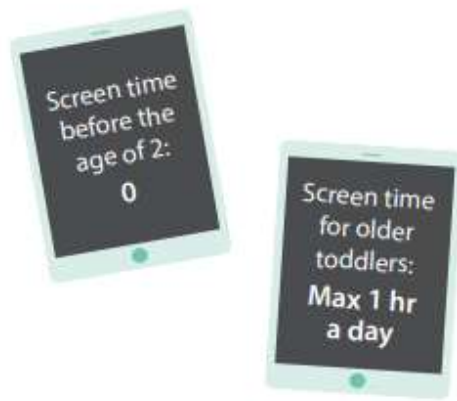 Screen time
before the
age of 2:
0
Screen time
for older
toddlers:
Max 1 hr
a day